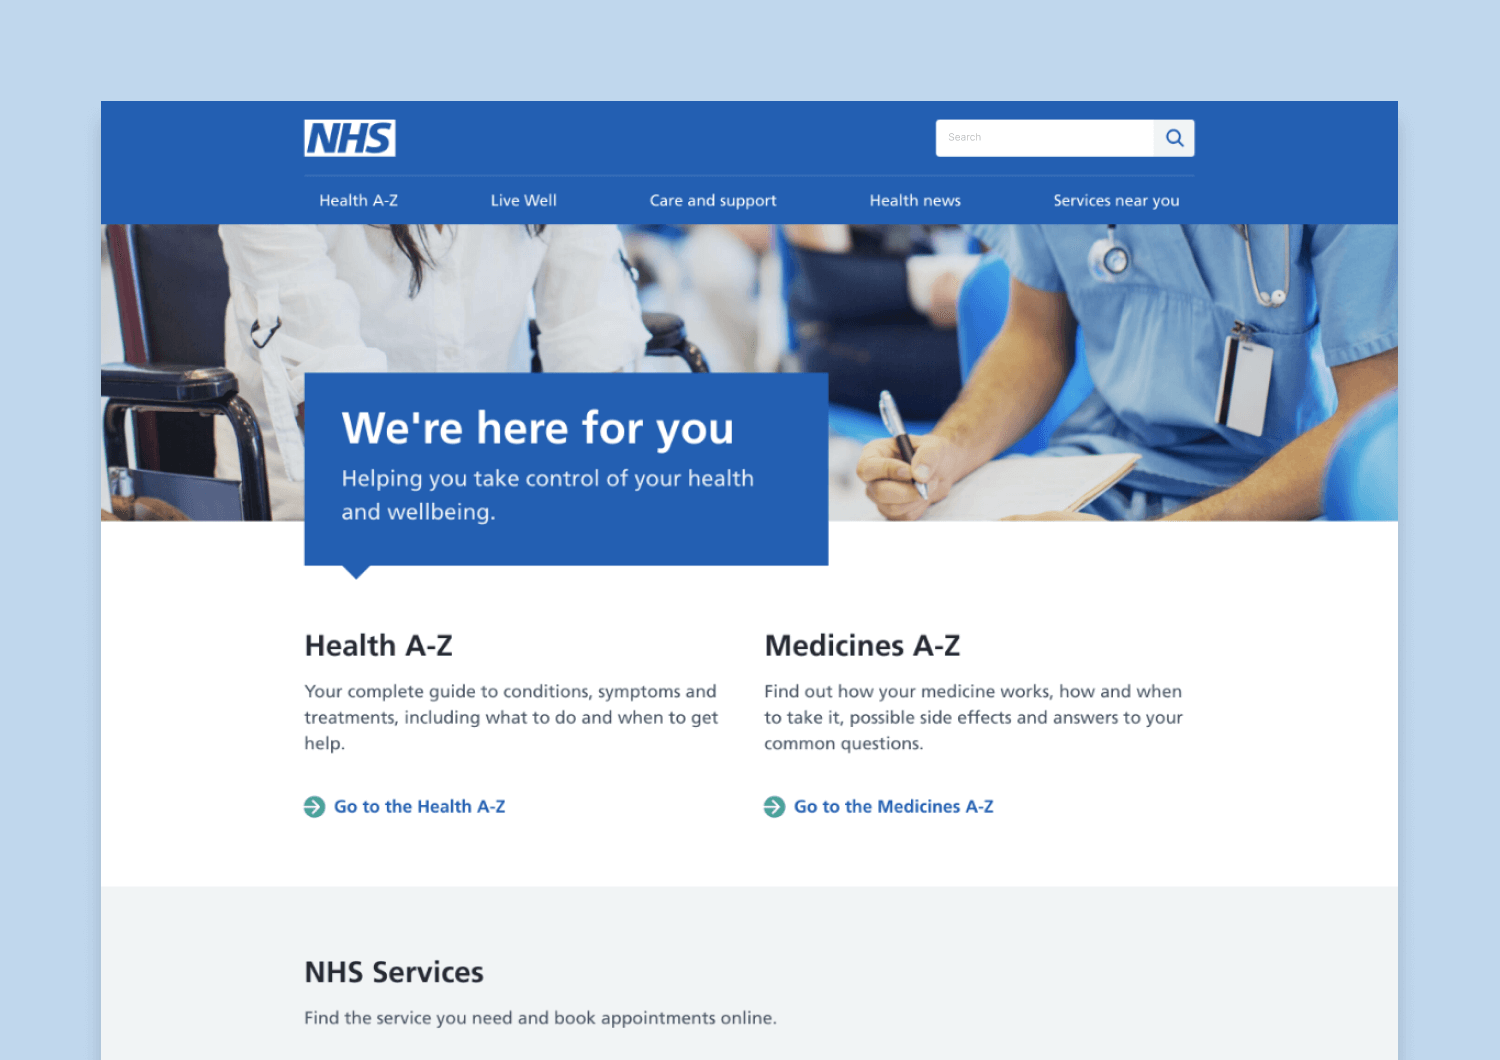 NHS
Search
Health A-Z
Live Well
Care and support
Health news
Services near you
We're here for you
Helping you take control of your health
and wellbeing.
Health A-Z
Your complete guide to conditions, symptoms and
treatments, including what to do and when to get
help.
Go to the Health A-Z
Medicines A-Z
Find out how your medicine works, how and when
to take it, possible side effects and answers to your
common questions.
Go to the Medicines A-Z
NHS Services
Find the service you need and book appointments online.